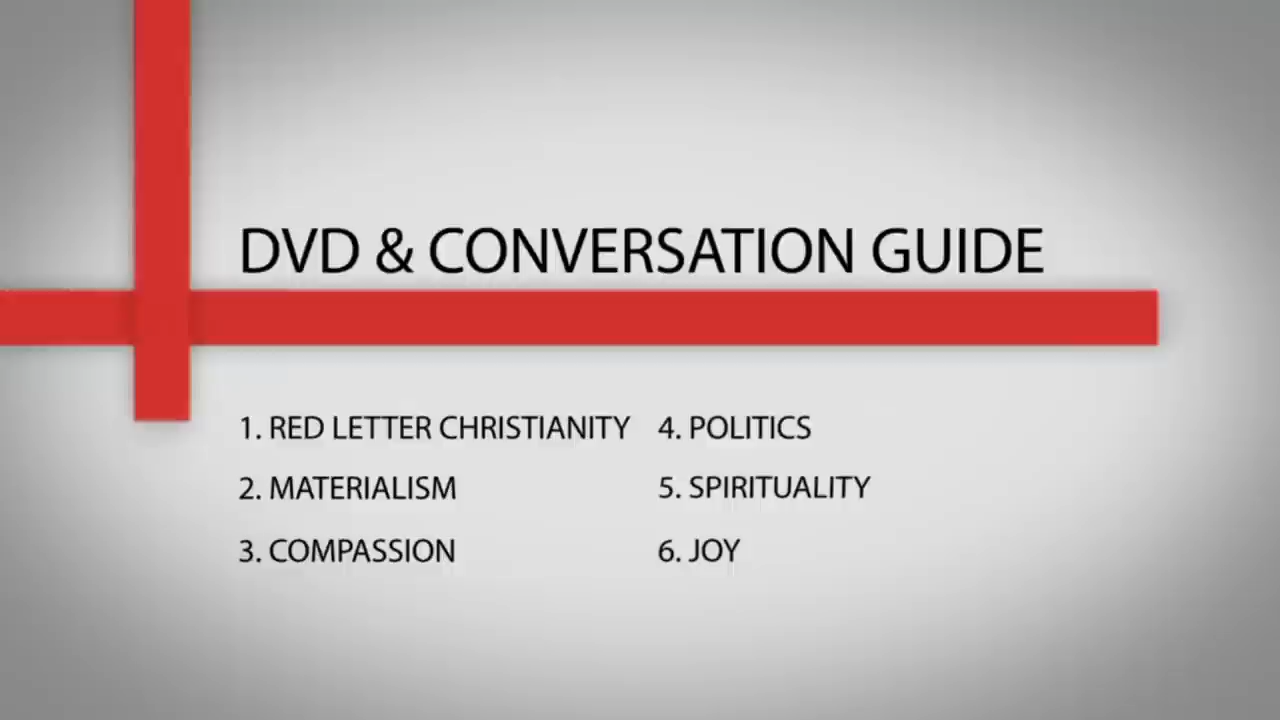 DVD & CONVERSATION GUIDE
1. RED LETTER CHRISTIANITY
2. MATERIALISM
3. COMPASSION
4. POLITICS
5. SPIRITUALITY
6. JOY